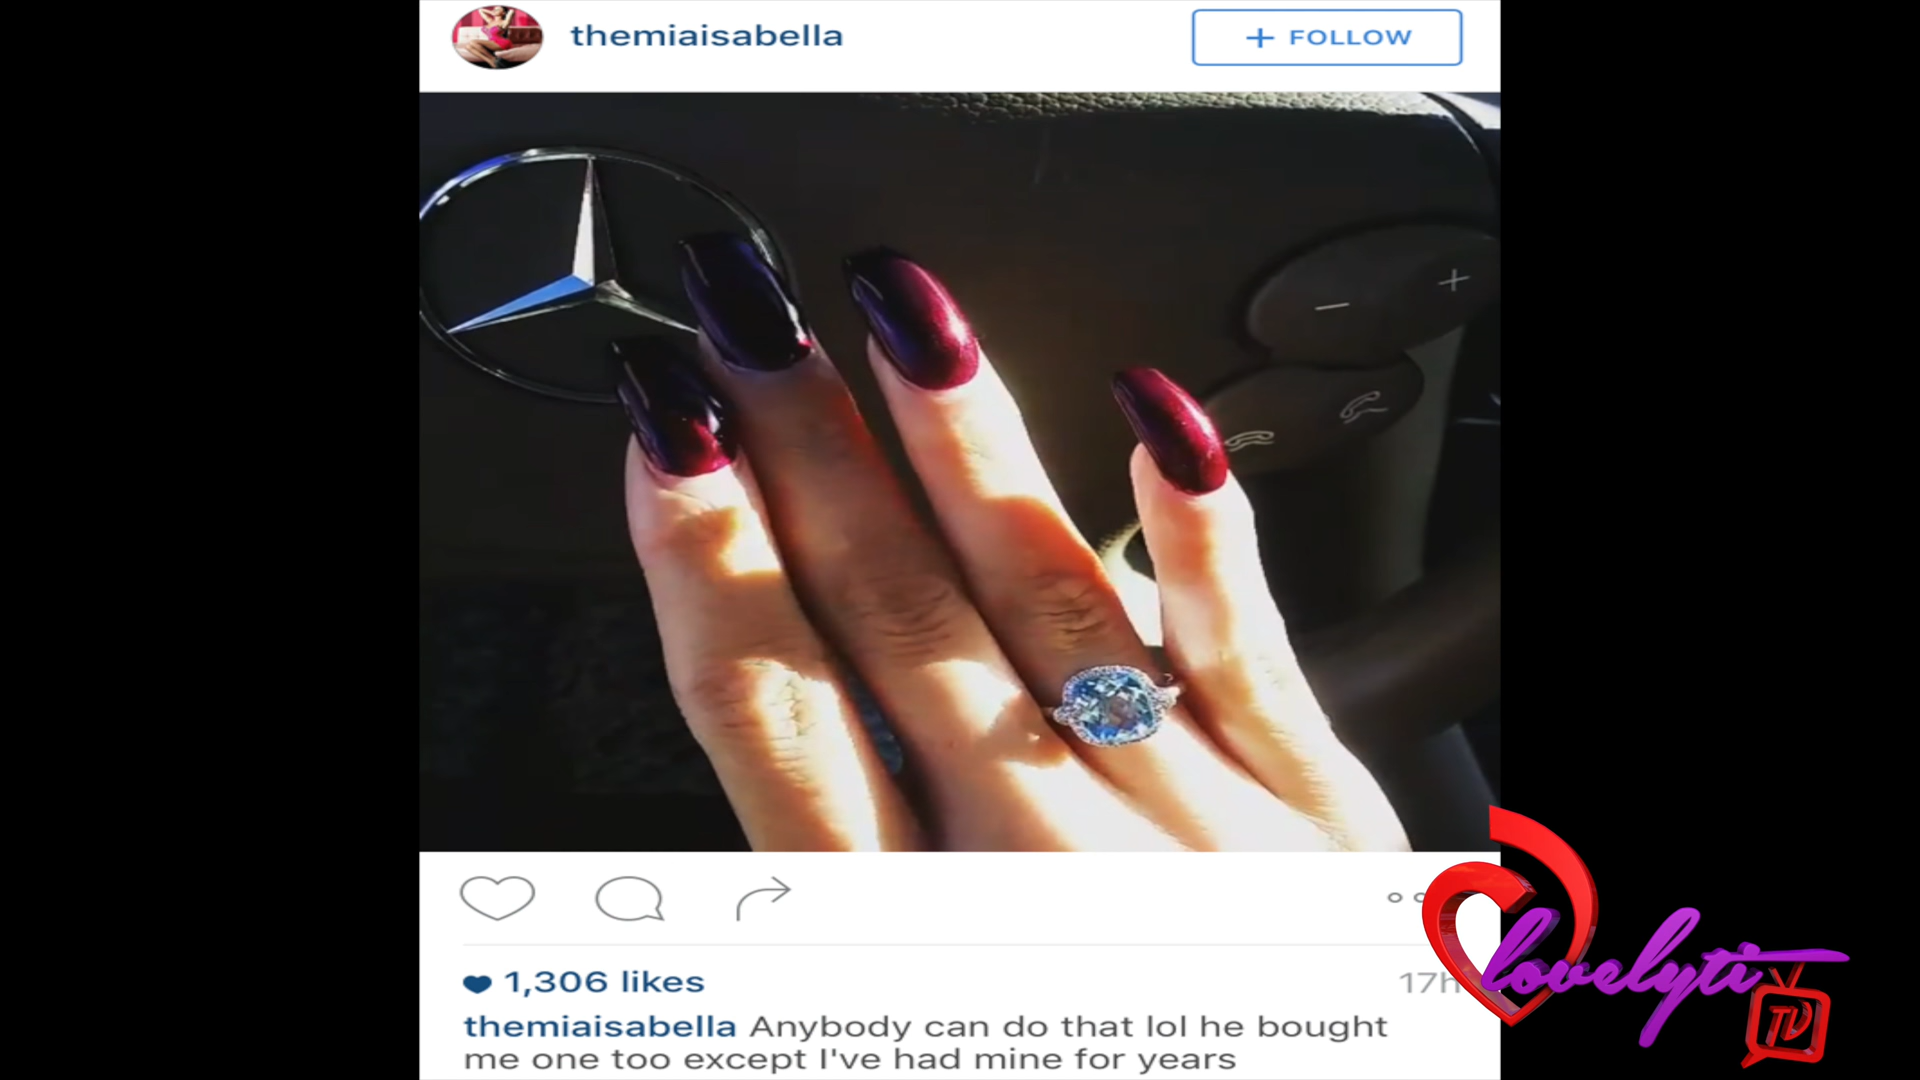 themiaisabella
+ FOLLOW
1,306 likes
17h
themiaisabella Anybody can do that lol he bought
me one too except I've had mine for years
lovelyti
TV